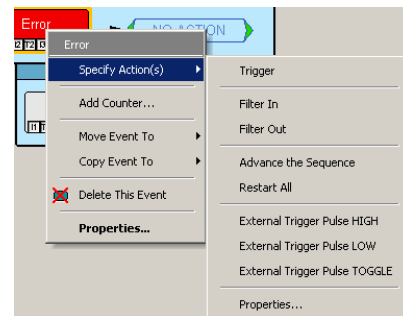 Error
NO ACTION
Error
Specify Action(s)
Add Counter...
Move Event To
Copy Event To
Delete This Event
Properties...
Trigger
Filter In
Filter Out
Advance the Sequence
Restart All
External Trigger Pulse HIGH
External Trigger Pulse LOW
External Trigger Pulse TOGGLE
Properties...